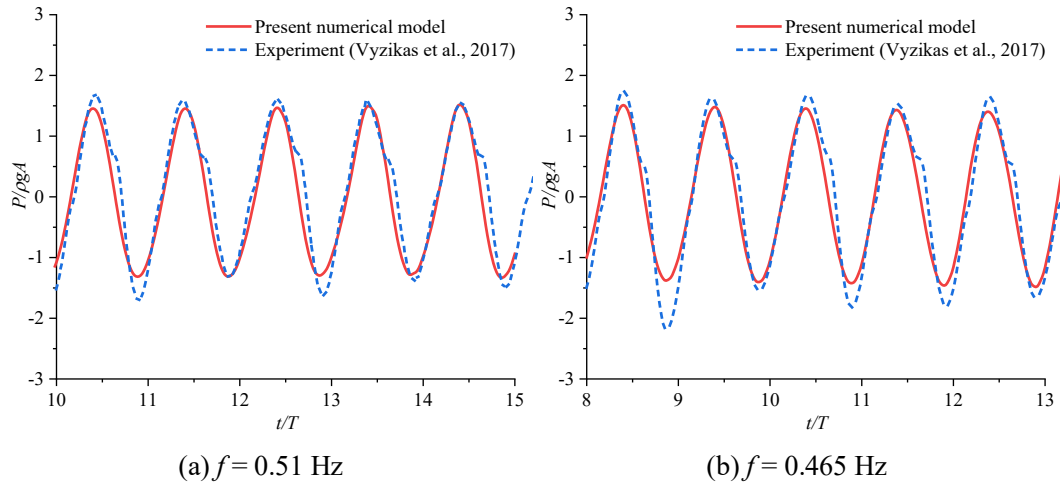 Present numerical model
Experiment (Vyzikas et al., 2017)
P/ρgA
3
2
1
0
-1
-2
-3
10 11 12 13 14 15
t/T
(a) f = 0.51 Hz
Present numerical model
Experiment (Vyzikas et al., 2017)
P/ρgA
3
2
1
0
-1
-2
-3
8 9 10 11 12 13
t/T
(b) f = 0.465 Hz